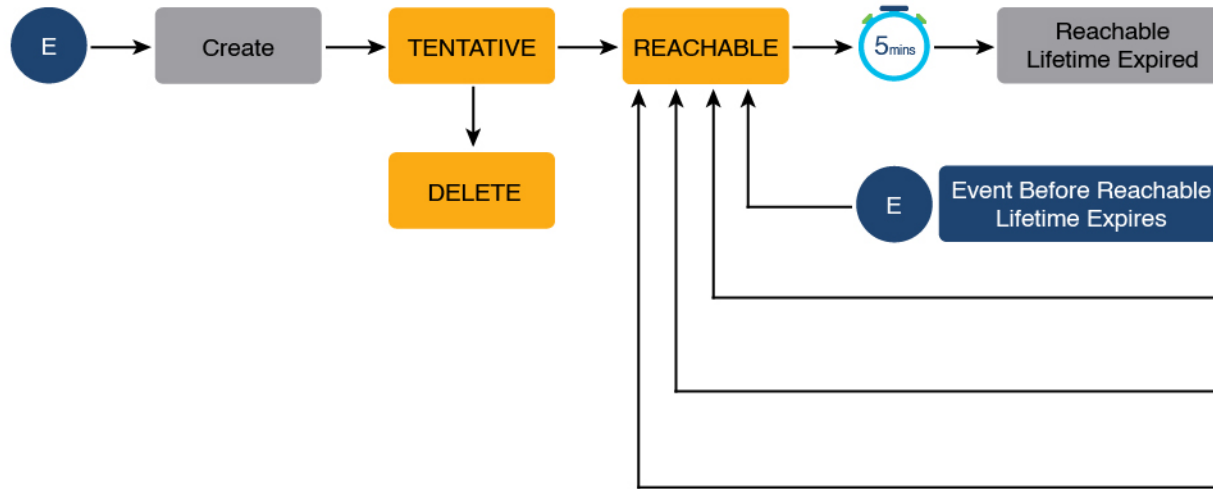 E
Create
TENTATIVE
REACHABLE
5mins
Reachable
Lifetime Expired
DELETE
E
Event Before Reachable
Lifetime Expires